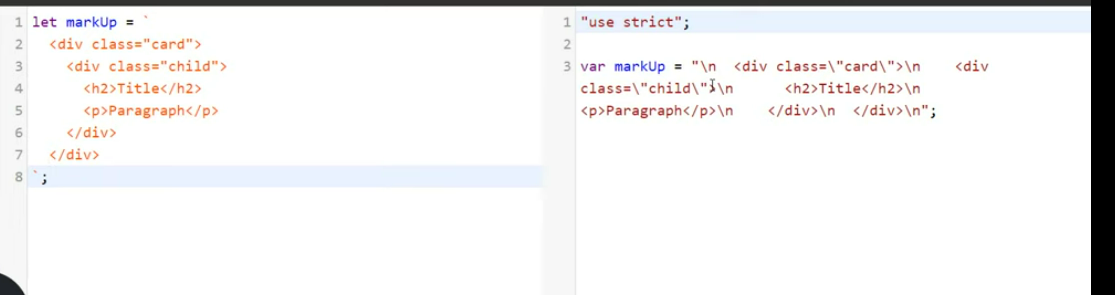 1 let markUp = `
2   <div class="card">
3     <div class="child">
4       <h2>Title</h2>
5       <p>Paragraph</p>
6     </div>
7   </div>
8 `;
1 "use strict";
2
3 var markUp = "\n  <div class=\"card\">\n    <div
class=\"child\">\n      <h2>Title</h2>\n
<p>Paragraph</p>\n    </div>\n  </div>\n";